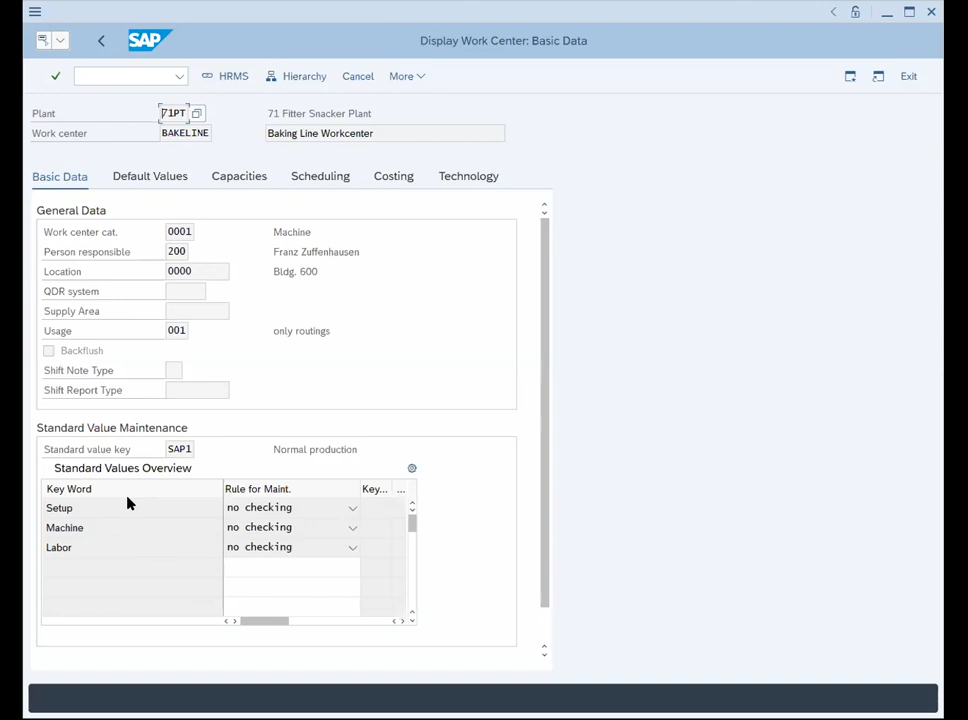 SAP
Display Work Center: Basic Data
HRMS
Hierarchy
Cancel
More
Exit
Plant 71PT 71 Fitter Snacker Plant
Work center BAKELINE Baking Line Workcenter
Basic Data Default Values Capacities Scheduling Costing Technology
General Data
Work center cat. 0001 Machine
Person responsible 200 Franz Zuffenhausen
Location 0000 Bldg. 600
QDR system
Supply Area
Usage 001 only routings
Backflush
Shift Note Type
Shift Report Type
Standard Value Maintenance
Standard value key SAP1 Normal production
Standard Values Overview
Key Word Rule for Maint. Key... ...
Setup no checking
Machine no checking
Labor no checking